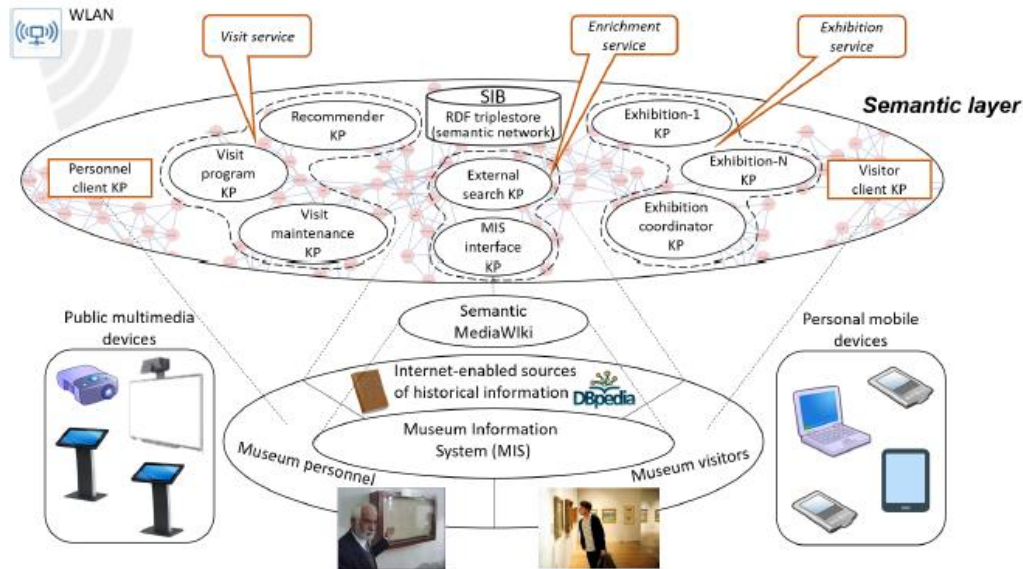 WLAN
Visit service
Enrichment
service
Exhibition
service
SIB
RDF triplestore
(semantic network)
Semantic layer
Recommender
KP
Exhibition-1
KP
Personnel
client KP
Visit
program
KP
External
search KP
Exhibition-N
KP
Visitor
client KP
Visit
maintenance
KP
MIS
interface
KP
Exhibition
coordinator
KP
Public multimedia
devices
Semantic
MediaWIki
Personal mobile
devices
Internet-enabled sources
of historical information
DBpedia
Museum Information
System (MIS)
Museum personnel
Museum visitors